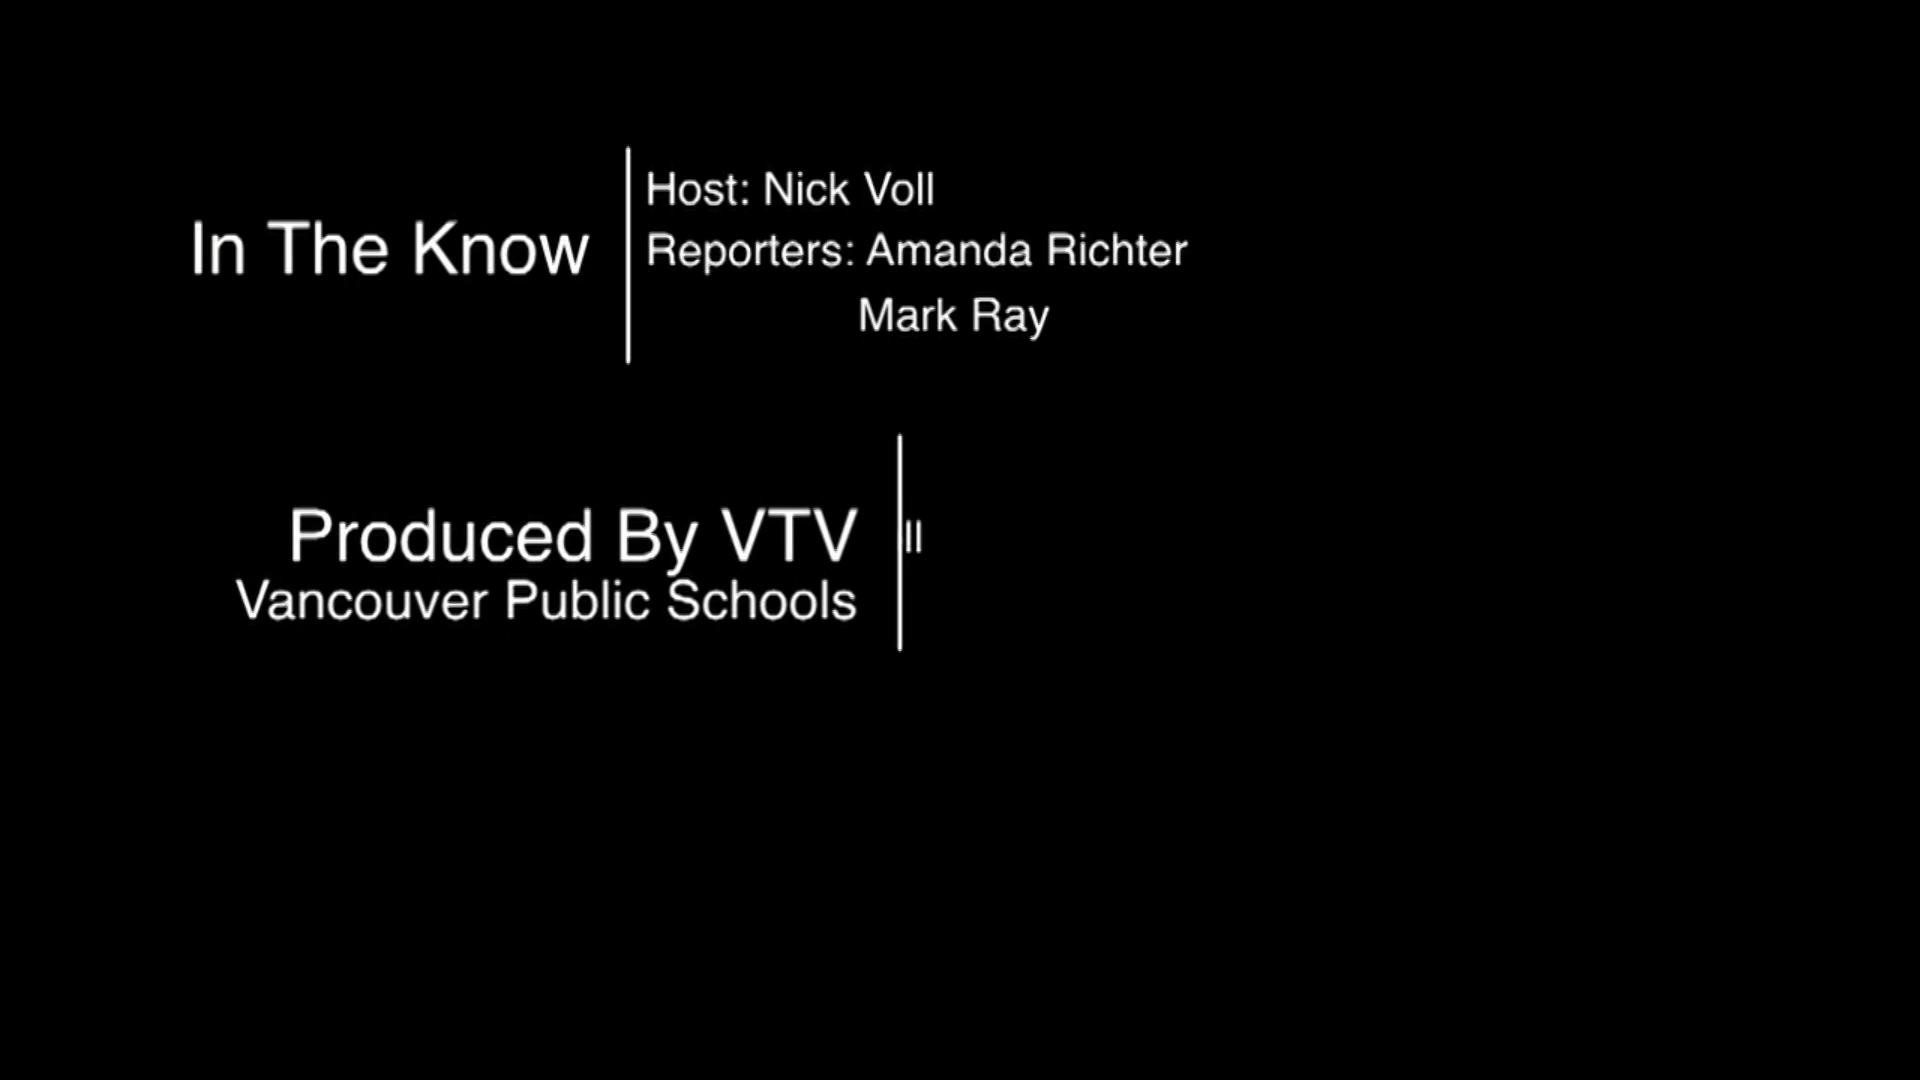 In The Know
Host: Nick Voll
Reporters: Amanda Richter
Mark Ray
Produced By VTV
Vancouver Public Schools